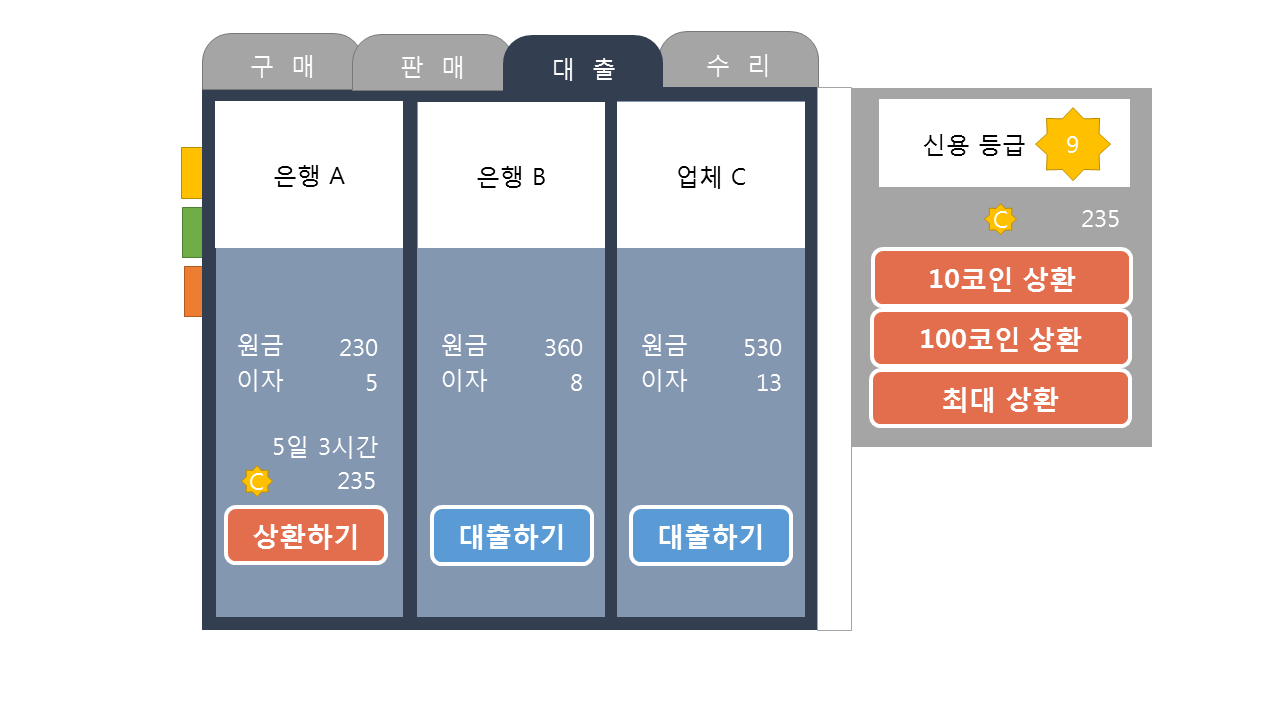 구 매
판 매
대 출
수 리
은행 A
원금 230
이자 5
5일 3시간
C 235
상환하기
은행 B
원금 360
이자 8
대출하기
업체 C
원금 530
이자 13
대출하기
신용 등급 9
C 235
10코인 상환
100코인 상환
최대 상환